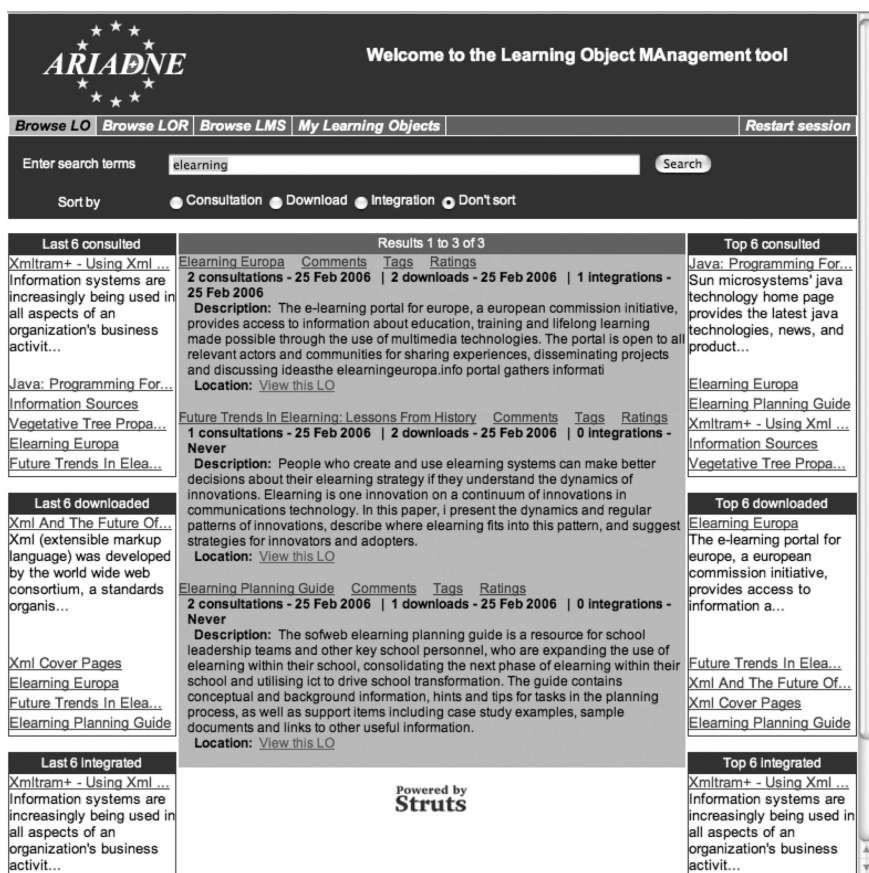 ARIADNE
Welcome to the Learning Object MAnagement tool
Browse LO Browse LOR Browse LMS My Learning Objects Restart session
Enter search terms elearning Search
Sort by Consultation Download Integration Don't sort
Last 6 consulted
Xmltram+ - Using Xml ...
Information systems are
increasingly being used in
all aspects of an
organization's business
activit...
Java: Programming For...
Information Sources
Vegetative Tree Propa...
Elearning Europa
Future Trends In Elea...
Last 6 downloaded
Xml And The Future Of...
Xml (extensible markup
language) was developed
by the world wide web
consortium, a standards
organis...
Xml Cover Pages
Elearning Europa
Future Trends In Elea...
Elearning Planning Guide
Last 6 integrated
Xmltram+ - Using Xml ...
Information systems are
increasingly being used in
all aspects of an
organization's business
activit...
Results 1 to 3 of 3
Elearning Europa Comments Tags Ratings
2 consultations - 25 Feb 2006 | 2 downloads - 25 Feb 2006 | 1 integrations -
25 Feb 2006
Description: The e-learning portal for europe, a european commission initiative,
provides access to information about education, training and lifelong learning
made possible through the use of multimedia technologies. The portal is open to all
relevant actors and communities for sharing experiences, disseminating projects
and discussing ideasthe elearningeuropa.info portal gathers informati
Location: View this LO
Future Trends In Elearning: Lessons From History Comments Tags Ratings
1 consultations - 25 Feb 2006 | 2 downloads - 25 Feb 2006 | 0 integrations -
Never
Description: People who create and use elearning systems can make better
decisions about their elearning strategy if they understand the dynamics of
innovations. Elearning is one innovation on a continuum of innovations in
communications technology. In this paper, i present the dynamics and regular
patterns of innovations, describe where elearning fits into this pattern, and suggest
strategies for innovators and adopters.
Location: View this LO
Elearning Planning Guide Comments Tags Ratings
2 consultations - 25 Feb 2006 | 1 downloads - 25 Feb 2006 | 0 integrations -
Never
Description: The sofweb elearning planning guide is a resource for school
leadership teams and other key school personnel, who are expanding the use of
elearning within their school, consolidating the next phase of elearning within their
school and utilising ict to drive school transformation. The guide contains
conceptual and background information, hints and tips for tasks in the planning
process, as well as support items including case study examples, sample
documents and links to other useful information.
Location: View this LO
Powered by
Struts
Top 6 consulted
Java: Programming For...
Sun microsystems' java
technology home page
provides the latest java
technologies, news, and
product...
Elearning Europa
Elearning Planning Guide
Xmltram+ - Using Xml ...
Information Sources
Vegetative Tree Propa...
Top 6 downloaded
Elearning Europa
The e-learning portal for
europe, a european
commission initiative,
provides access to
information a...
Future Trends In Elea...
Xml And The Future Of...
Xml Cover Pages
Elearning Planning Guide
Top 6 integrated
Xmltram+ - Using Xml ...
Information systems are
increasingly being used in
all aspects of an
organization's business
activit...